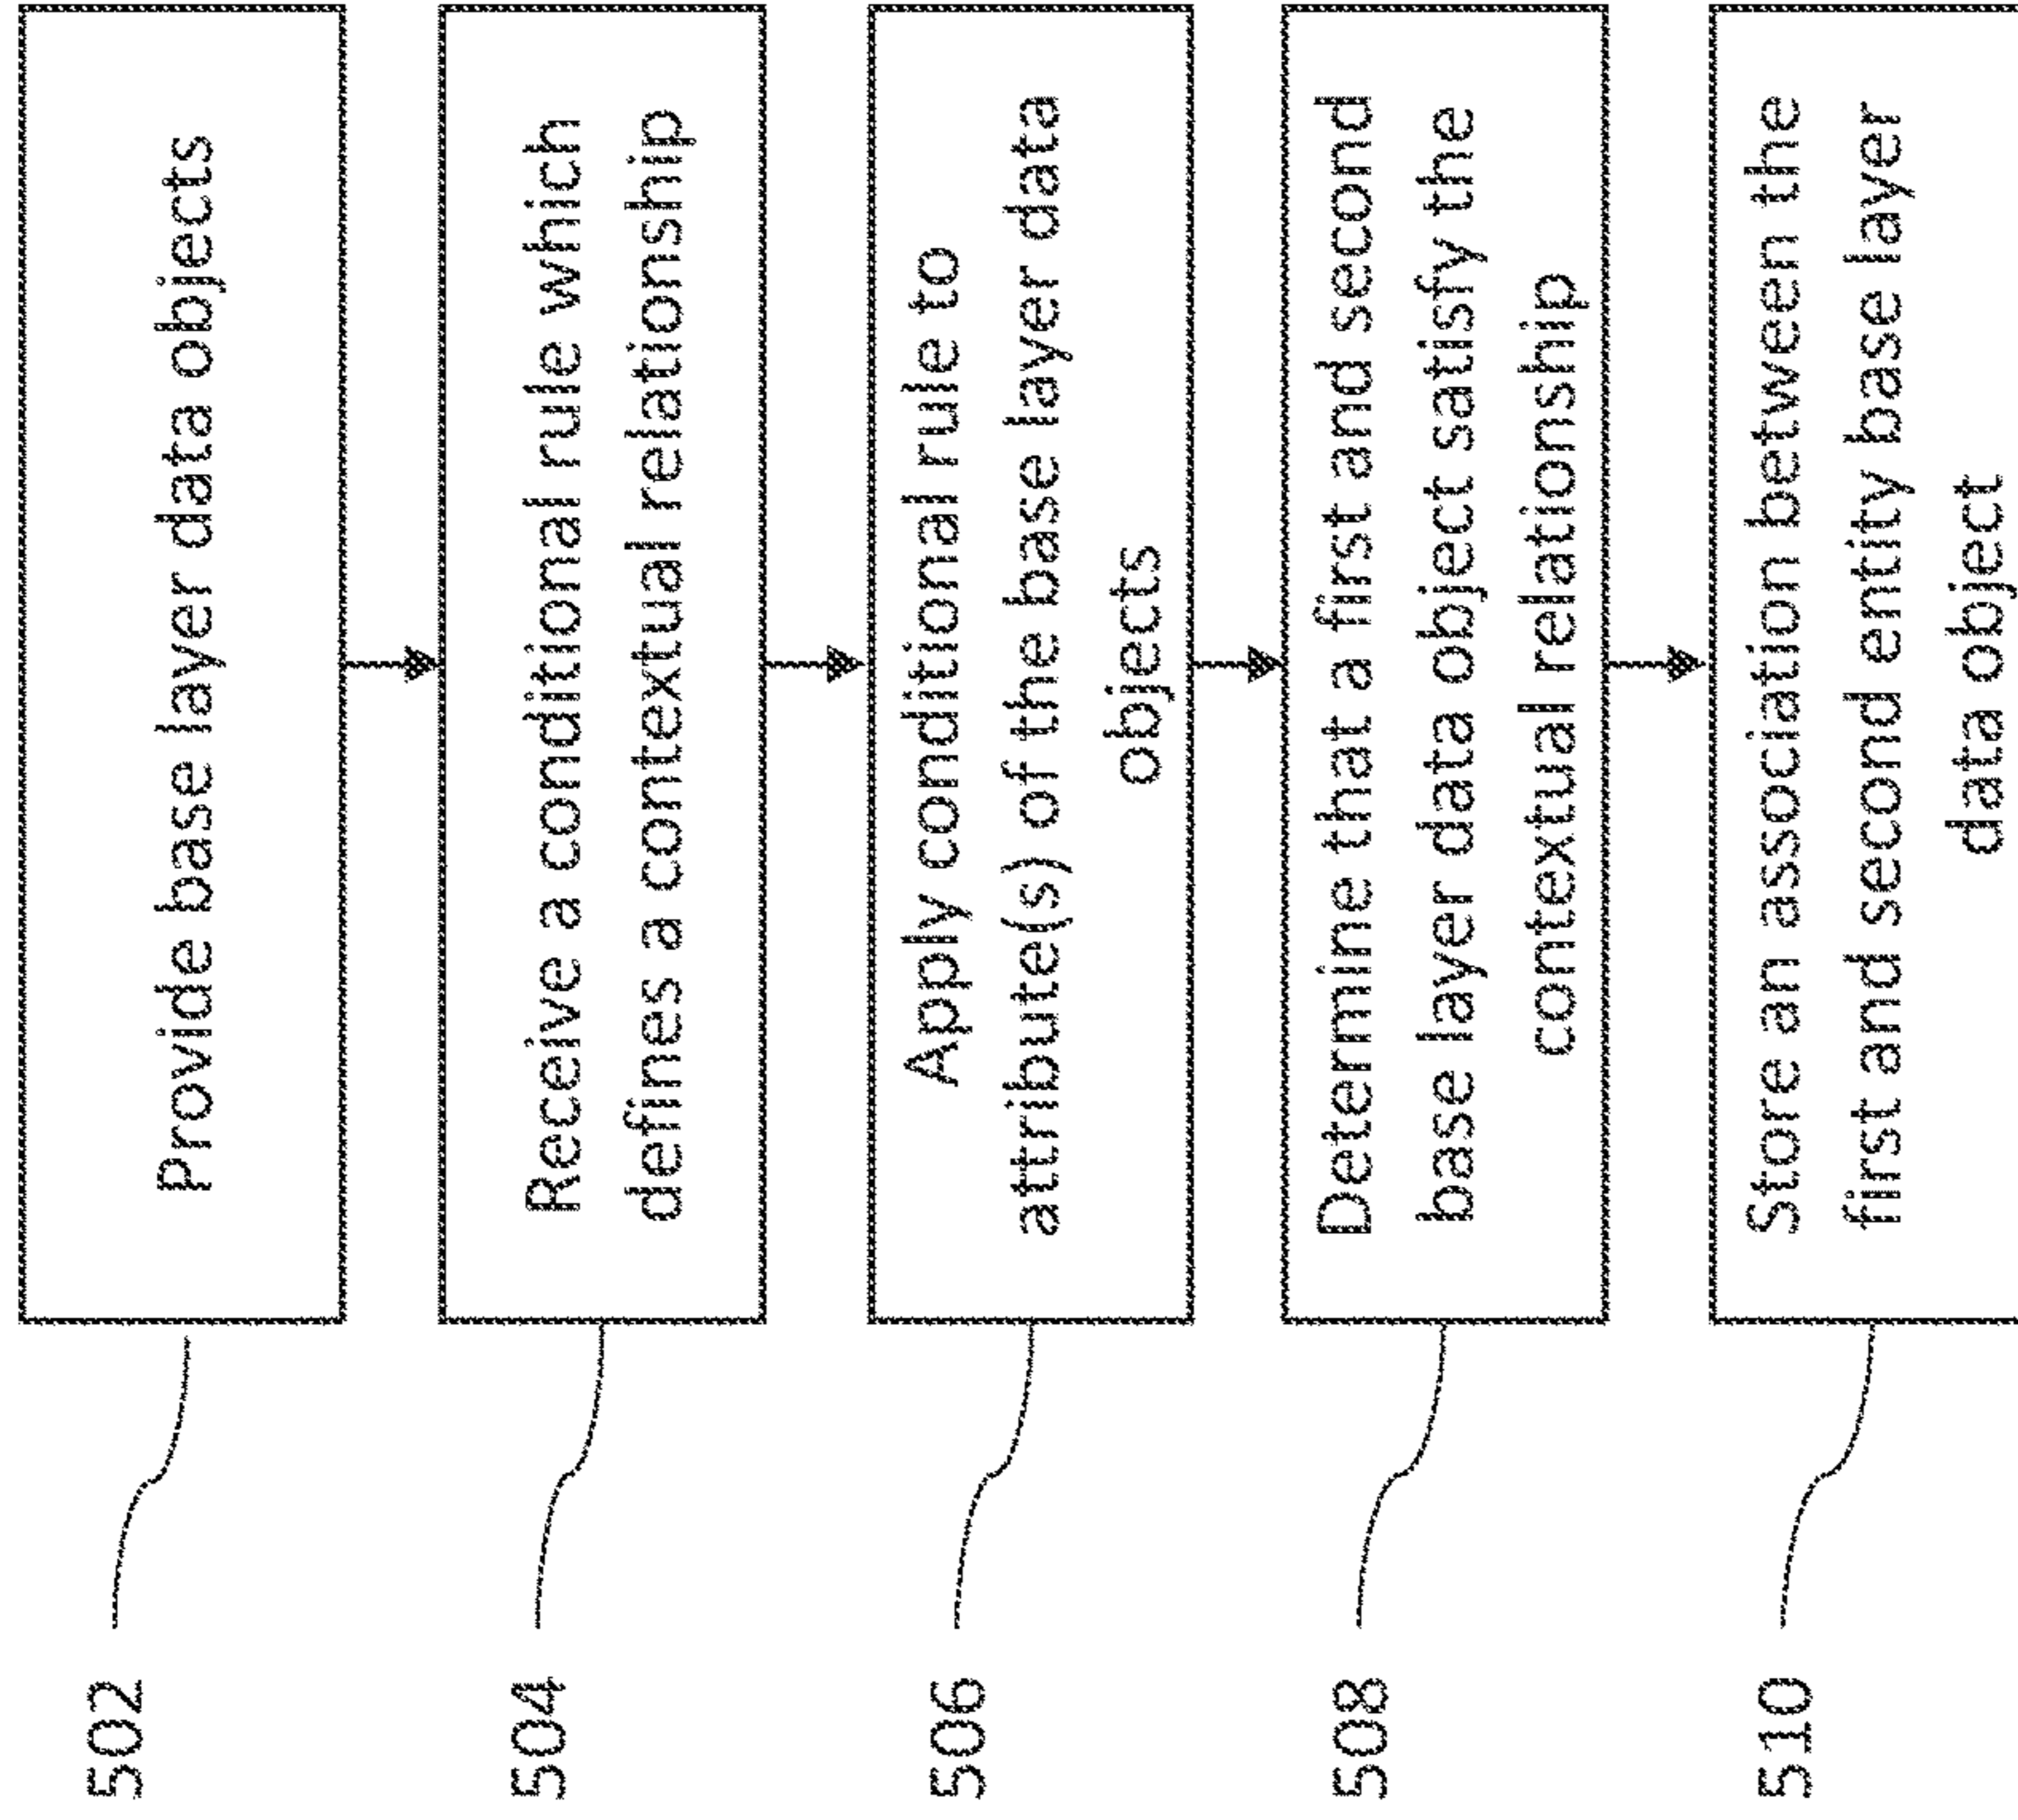 502
Provide base layer data objects
504
Receive a conditional rule which
defines a contextual relationship
506
Apply conditional rule to
attribute(s) of the base layer data
objects
508
Determine that a first and second
base layer data object satisfy the
contextual relationship
510
Store an association between the
first and second entity base layer
data object